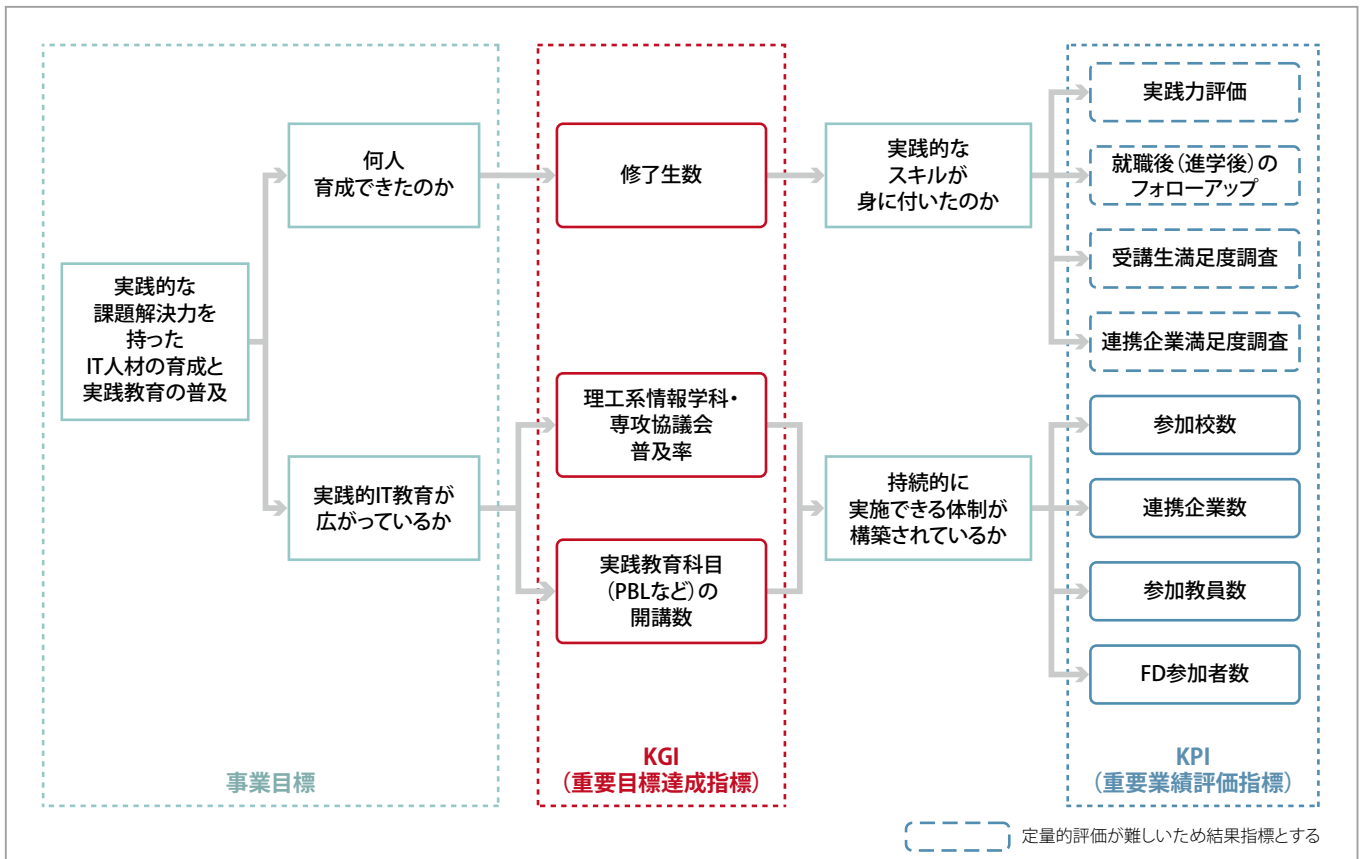 実践的な
課題解決力を
持った
IT人材の育成と
実践教育の普及
何人
育成できたのか
実践的IT教育が
広がっているか
事業目標
修了生数
理工系情報学科・
専攻協議会
普及率
実践教育科目
（PBLなど）の
開講数
KGI
（重要目標達成指標）
実践的な
スキルが
身に付いたのか
持続的に
実施できる体制が
構築されているか
実践力評価
就職後（進学後）の
フォローアップ
受講生満足度調査
連携企業満足度調査
参加校数
連携企業数
参加教員数
FD参加者数
KPI
（重要業績評価指標）
定量的評価が難しいため結果指標とする